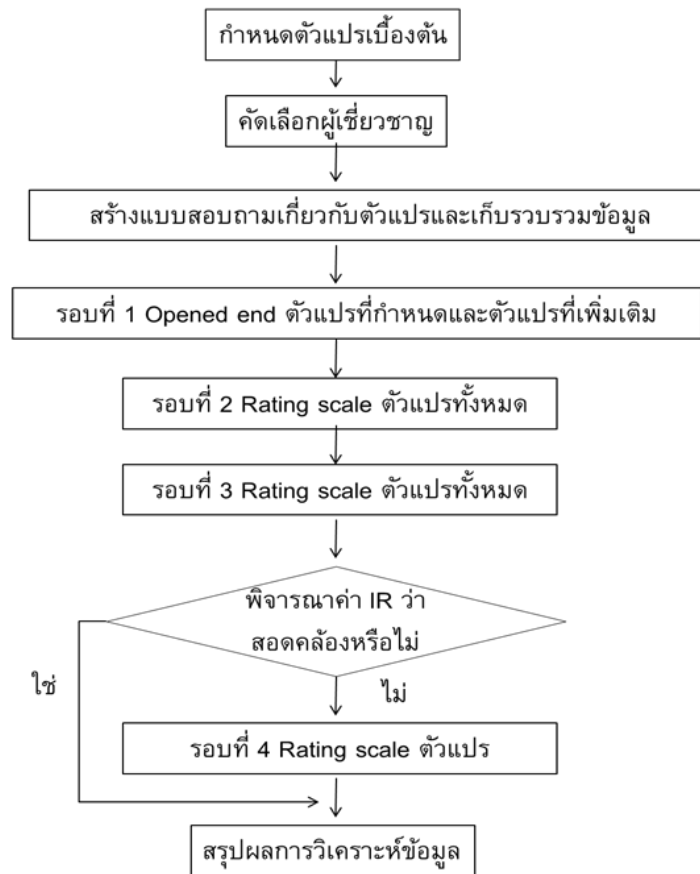 กำหนดตัวแปรเบื้องต้น
คัดเลือกผู้เชี่ยวชาญ
สร้างแบบสอบถามเกี่ยวกับตัวแปรและเก็บรวบรวมข้อมูล
รอบที่ 1 Opened end ตัวแปรที่กำหนดและตัวแปรที่เพิ่มเติม
รอบที่ 2 Rating scale ตัวแปรทั้งหมด
รอบที่ 3 Rating scale ตัวแปรทั้งหมด
พิจารณาค่า IR ว่า
สอดคล้องหรือไม่
ใช่
ไม่
รอบที่ 4 Rating scale ตัวแปร
สรุปผลการวิเคราะห์ข้อมูล